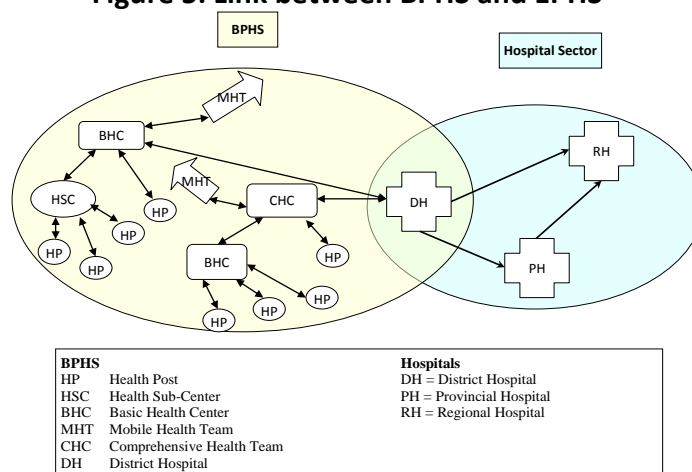 Figure 3: Link between BPHS and EPHS
BPHS
Hospital Sector
MHT
BHC
RH
MHT
HSC
CHC
DH
HP
HP
HP
HP
HP
BHC
PH
HP
HP
HP
BPHS
HP Health Post
HSC Health Sub-Center
BHC Basic Health Center
MHT Mobile Health Team
CHC Comprehensive Health Team
DH District Hospital
Hospitals
DH = District Hospital
PH = Provincial Hospital
RH = Regional Hospital